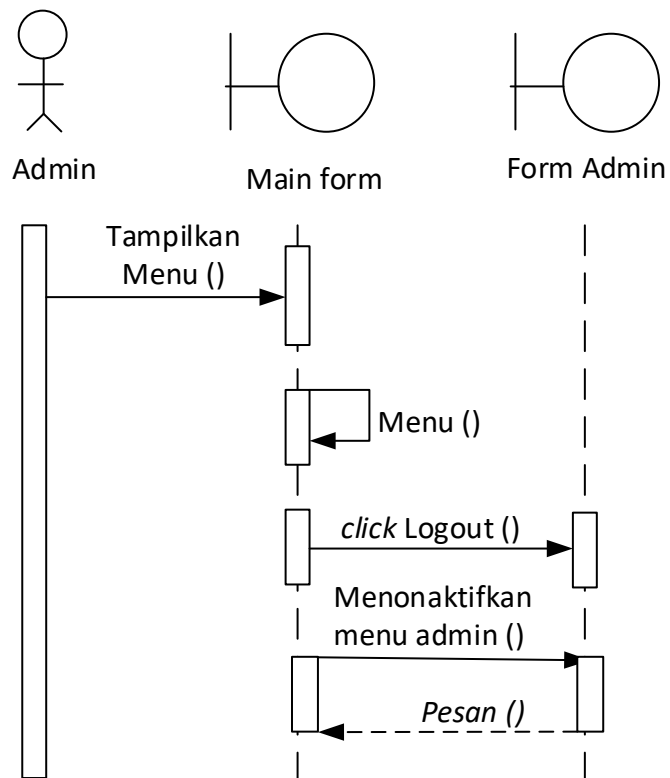 Admin
Main form
Form Admin
Tampilkan
Menu ()
Menu ()
click Logout ()
Menonaktifkan
menu admin ()
Pesan ()